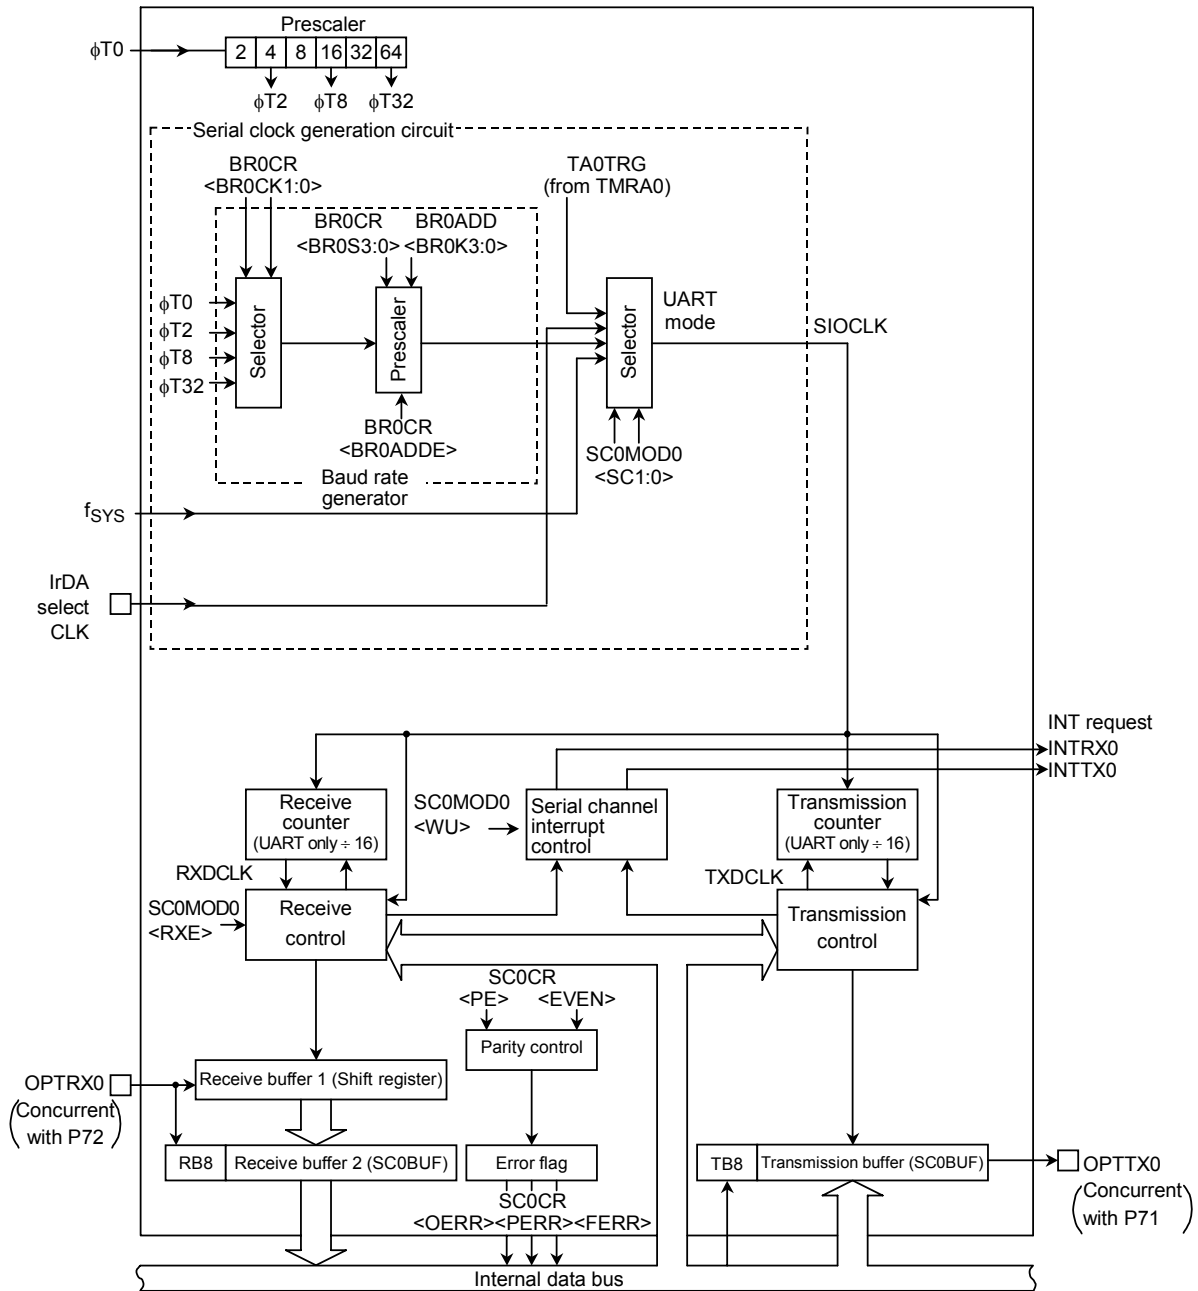 Prescaler
φT0
2 4 8 16 32 64
φT2 φT8 φT32
Serial clock generation circuit
BR0CR
<BR0CK1:0>
TA0TRG
(from TMRA0)
BR0CR
<BR0S3:0>
BR0ADD
<BR0K3:0>
φT0
φT2
φT8
φT32
Selector
Prescaler
Selector
UART
mode
SIOCLK
BR0CR
<BR0ADDE>
SC0MOD0
<SC1:0>
Baud rate
generator
fSYS
IrDA
select
CLK
INT request
INTRX0
INTTX0
Receive
counter
(UART only ÷ 16)
SC0MOD0
<WU>
Serial channel
interrupt
control
Transmission
counter
(UART only ÷ 16)
RXDCLK
TXDCLK
SC0MOD0
<RXE>
Receive
control
Transmission
control
SC0CR
<PE> <EVEN>
Parity control
OPTRX0
(Concurrent
with P72)
Receive buffer 1 (Shift register)
RB8 Receive buffer 2 (SC0BUF)
Error flag
TB8 Transmission buffer (SC0BUF)
OPTTX0
(Concurrent
with P71)
SC0CR
<OERR><PERR><FERR>
Internal data bus